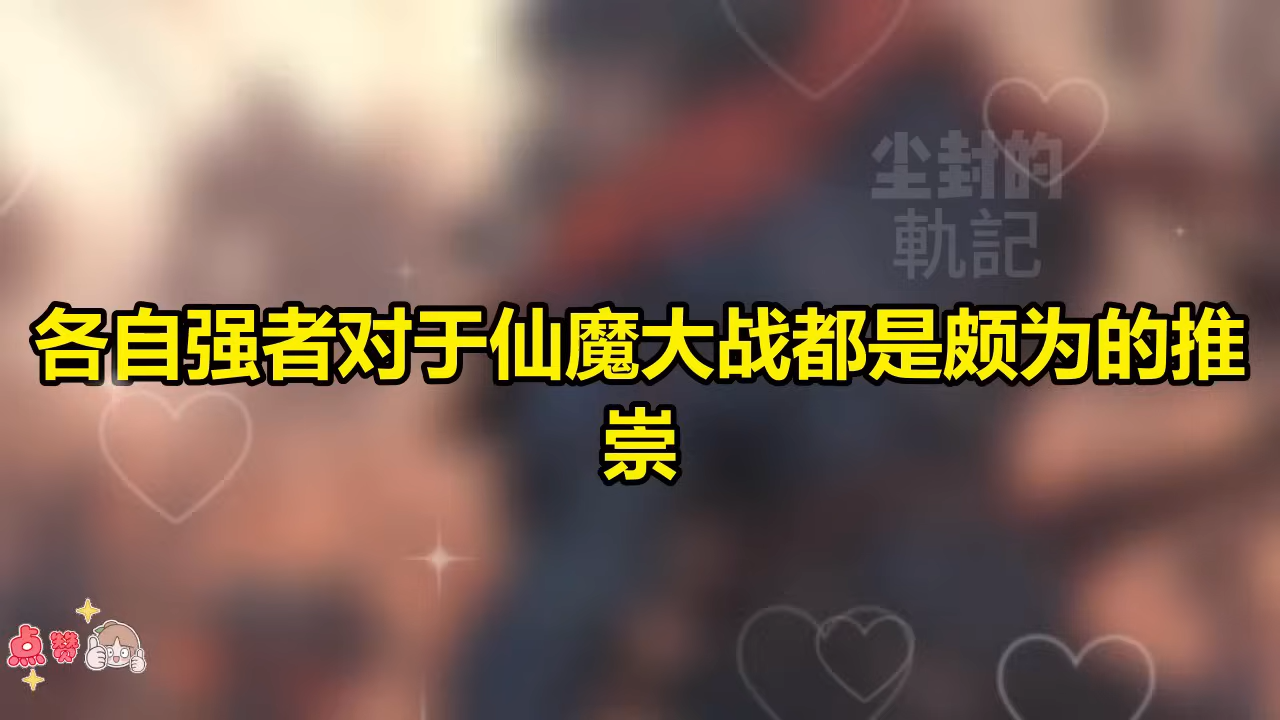 尘封的
軌記
各自强者对于仙魔大战都是颇为的推
崇
点赞